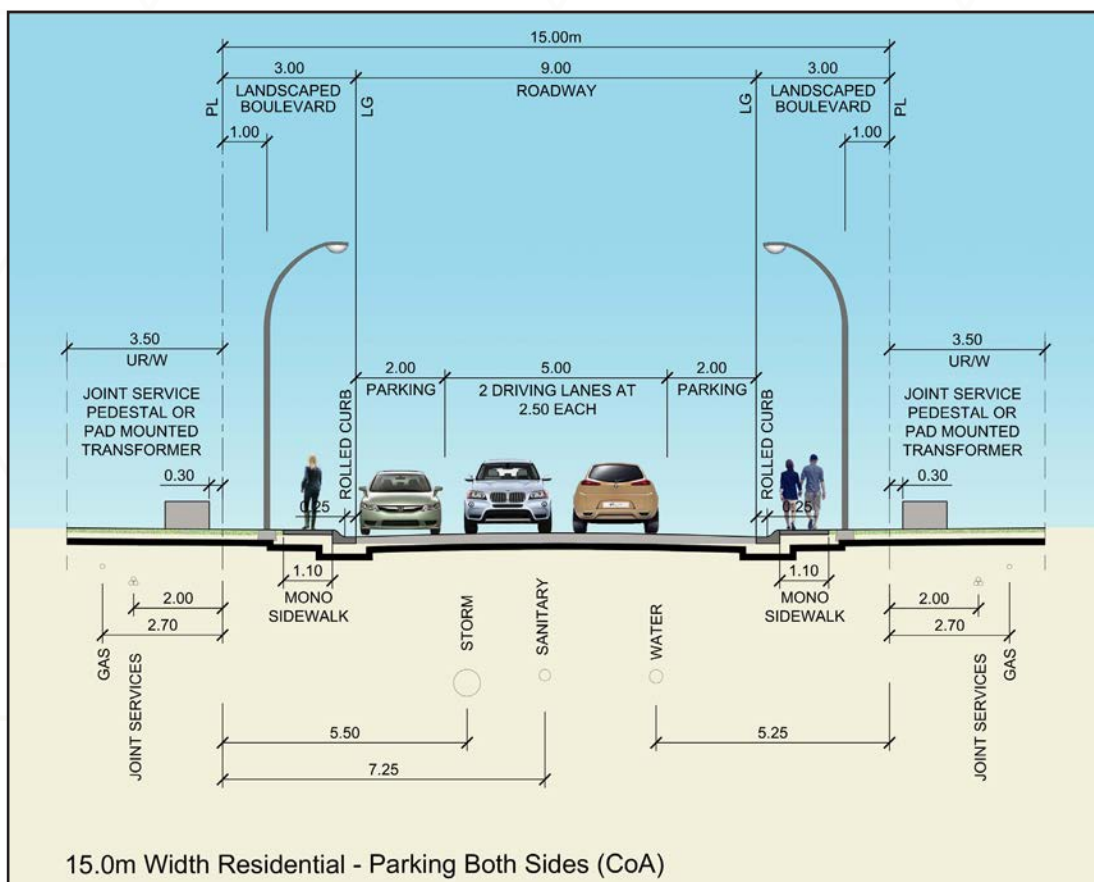 15.00m
3.00
9.00
3.00
LANDSCAPED
BOULEVARD
ROADWAY
LANDSCAPED
BOULEVARD
PL
LG
LG
PL
1.00
1.00
3.50
UR/W
3.50
UR/W
2.00
PARKING
5.00
2 DRIVING LANES AT
2.50 EACH
2.00
PARKING
JOINT SERVICE
PEDESTAL OR
PAD MOUNTED
TRANSFORMER
ROLLED CURB
ROLLED CURB
JOINT SERVICE
PEDESTAL OR
PAD MOUNTED
TRANSFORMER
0.30
0.25
0.25
0.30
1.10
MONO
SIDEWALK
1.10
MONO
SIDEWALK
2.00
2.70
2.00
2.70
GAS
JOINT SERVICES
STORM
SANITARY
WATER
JOINT SERVICES
GAS
5.50
5.25
7.25
15.0m Width Residential - Parking Both Sides (CoA)